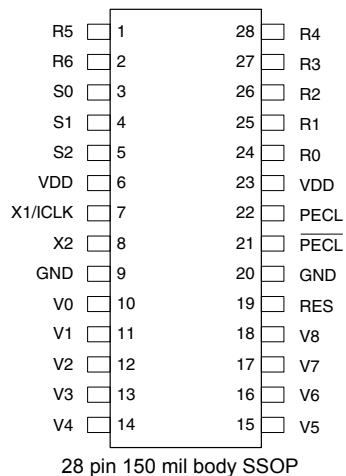 R5 1 28 R4
R6 2 27 R3
S0 3 26 R2
S1 4 25 R1
S2 5 24 R0
VDD 6 23 VDD
X1/ICLK 7 22 PECL
X2 8 21 PECL
GND 9 20 GND
V0 10 19 RES
V1 11 18 V8
V2 12 17 V7
V3 13 16 V6
V4 14 15 V5
28 pin 150 mil body SSOP